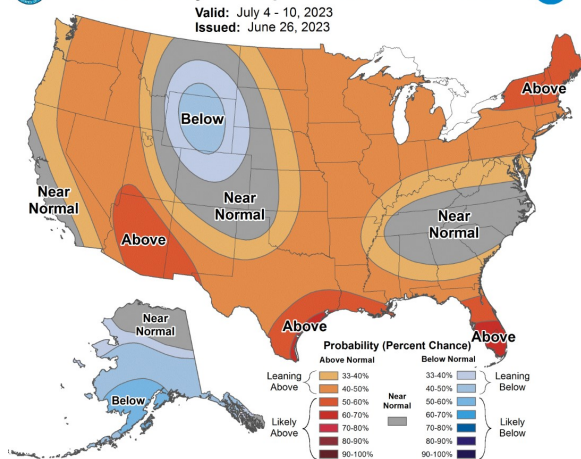 Valid: July 4 - 10, 2023
Issued: June 26, 2023
Above
Below
Near
Normal
Near
Normal
Near
Normal
Above
Above
Above
Near
Normal
Below
Probability (Percent Chance)
Above Normal
Below Normal
Leaning
Above
33-40%
40-50%
Likely
Above
50-60%
60-70%
70-80%
80-90%
90-100%
Near
Normal
33-40%
40-50%
Leaning
Below
50-60%
60-70%
70-80%
80-90%
90-100%
Likely
Below